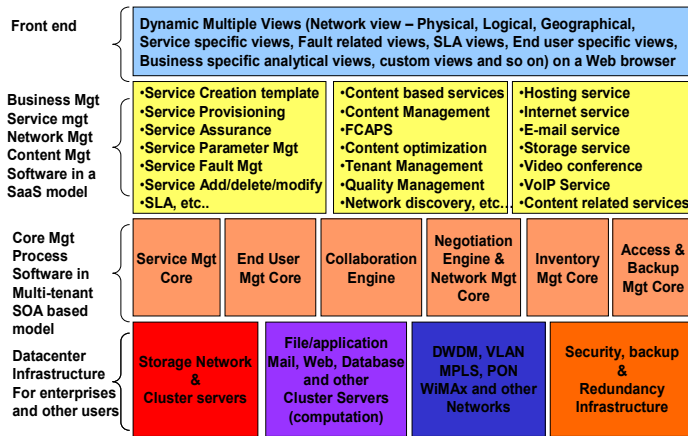 Front end
Dynamic Multiple Views (Network view – Physical, Logical, Geographical,
Service specific views, Fault related views, SLA views, End user specific views,
Business specific analytical views, custom views and so on) on a Web browser
Business Mgt
Service mgt
Network Mgt
Content Mgt
Software in a
SaaS model
•Service Creation template
•Service Provisioning
•Service Assurance
•Service Parameter Mgt
•Service Fault Mgt
•Service Add/delete/modify
•SLA, etc..
•Content based services
•Content Management
•FCAPS
•Content optimization
•Tenant Management
•Quality Management
•Network discovery, etc…
•Hosting service
•Internet service
•E-mail service
•Storage service
•Video conference
•VoIP Service
•Content related services
Core Mgt
Process
Software in
Multi-tenant
SOA based
model
Service Mgt
Core
End User
Mgt Core
Collaboration
Engine
Negotiation
Engine &
Network Mgt
Core
Inventory
Mgt Core
Access &
Backup
Mgt Core
Datacenter
Infrastructure
For enterprises
and other users
Storage Network
&
Cluster servers
File/application
Mail, Web, Database
and other
Cluster Servers
(computation)
DWDM, VLAN
MPLS, PON
WiMAx and other
Networks
Security, backup
&
Redundancy
Infrastructure